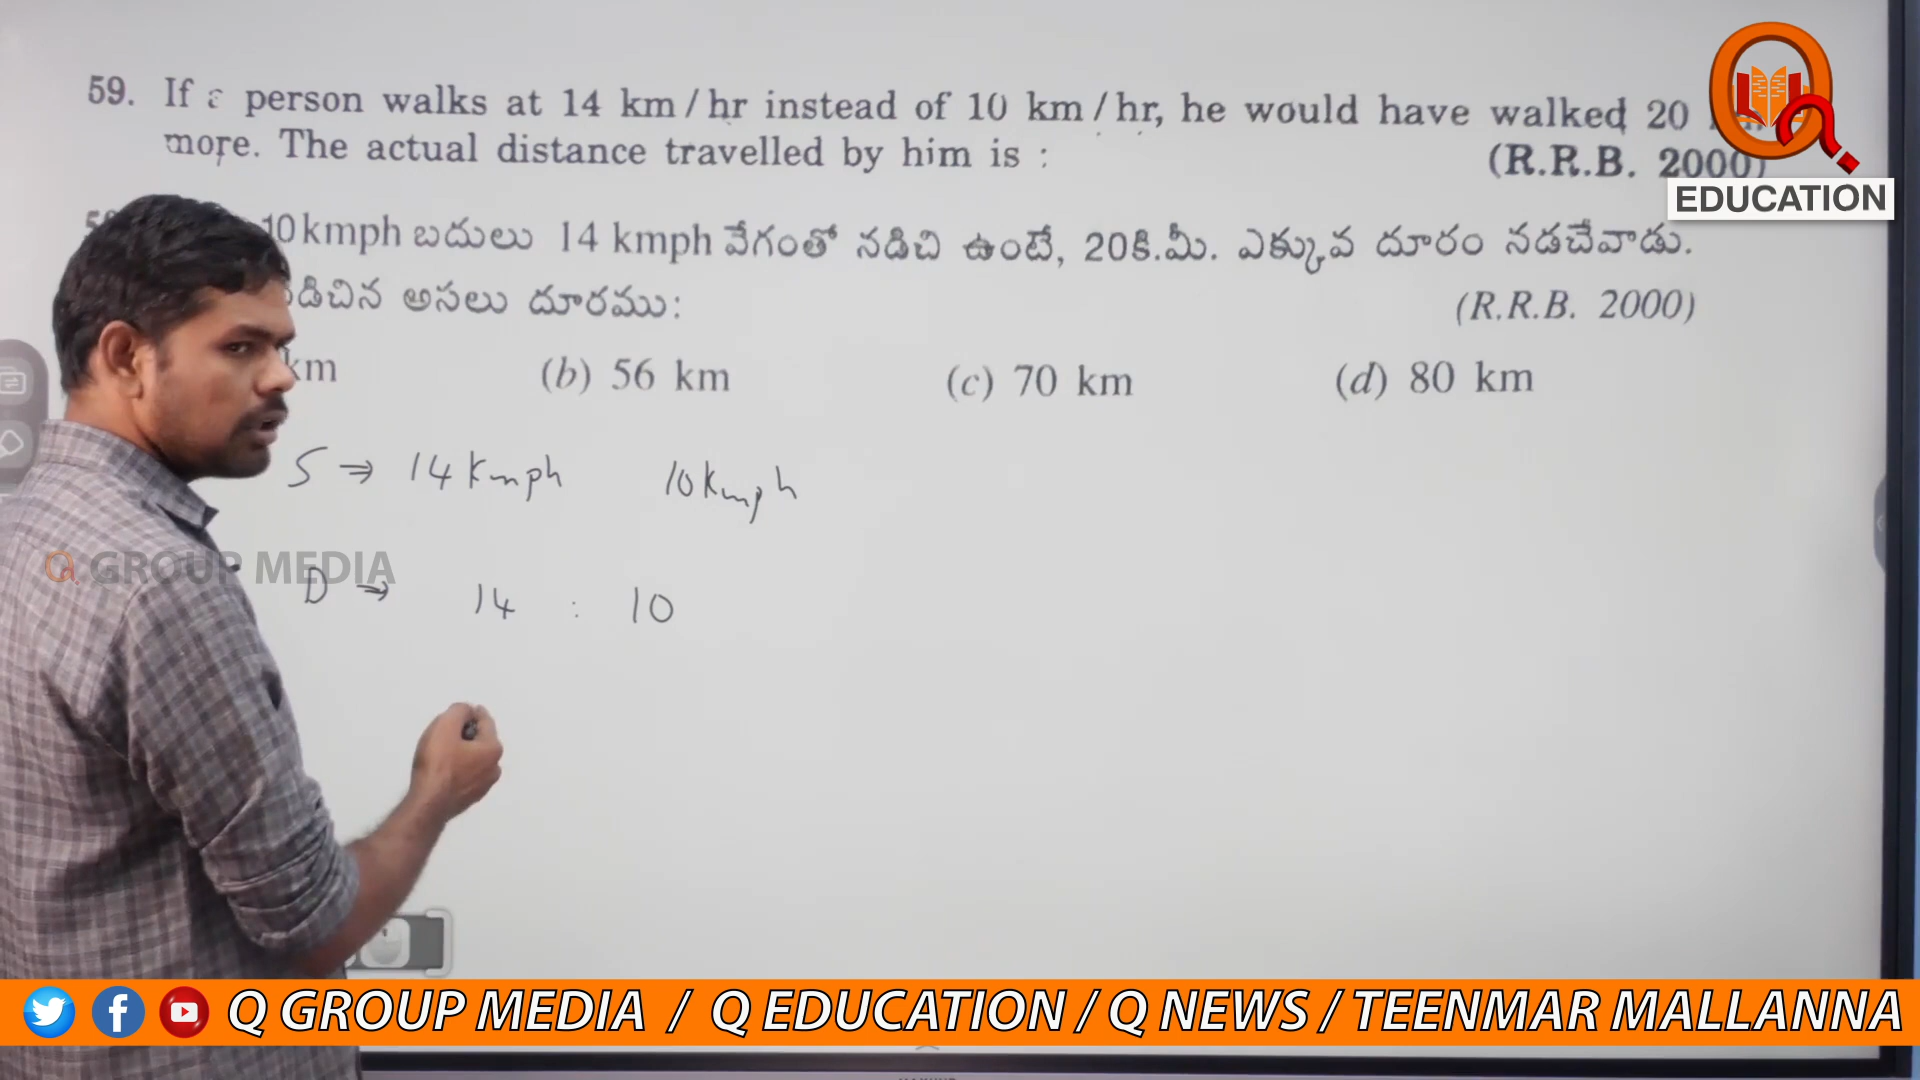 59. If a person walks at 14 km/hr instead of 10 km/hr, he would have walked 20
more. The actual distance travelled by him is : (R.R.B. 2000)
10kmph బదులు 14 kmph వేగంతో నడిచి ఉంటే, 20కి.మీ. ఎక్కువ దూరం నడచేవాడు.
డిచిన అసలు దూరము: (R.R.B. 2000)
km (b) 56 km (c) 70 km (d) 80 km
S ⇒ 14 Kmph 10 Kmph
D ⇒ 14 : 10
Q GROUP MEDIA
Q
EDUCATION
Q GROUP MEDIA / Q EDUCATION / Q NEWS / TEENMAR MALLANNA